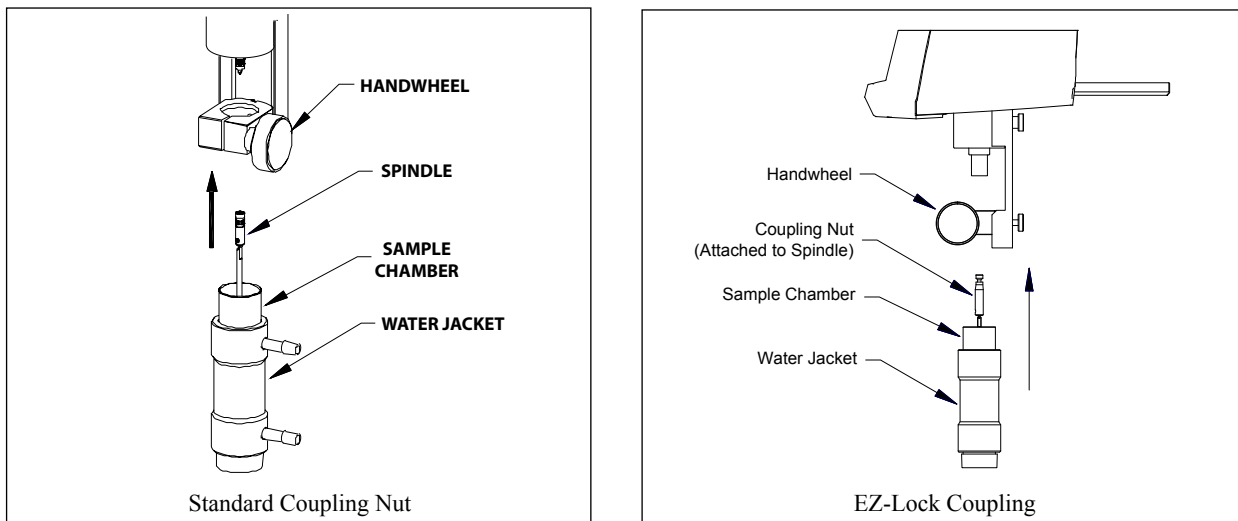 HANDWHEEL
SPINDLE
SAMPLE
CHAMBER
WATER JACKET
Standard Coupling Nut
Handwheel
Coupling Nut
(Attached to Spindle)
Sample Chamber
Water Jacket
EZ-Lock Coupling